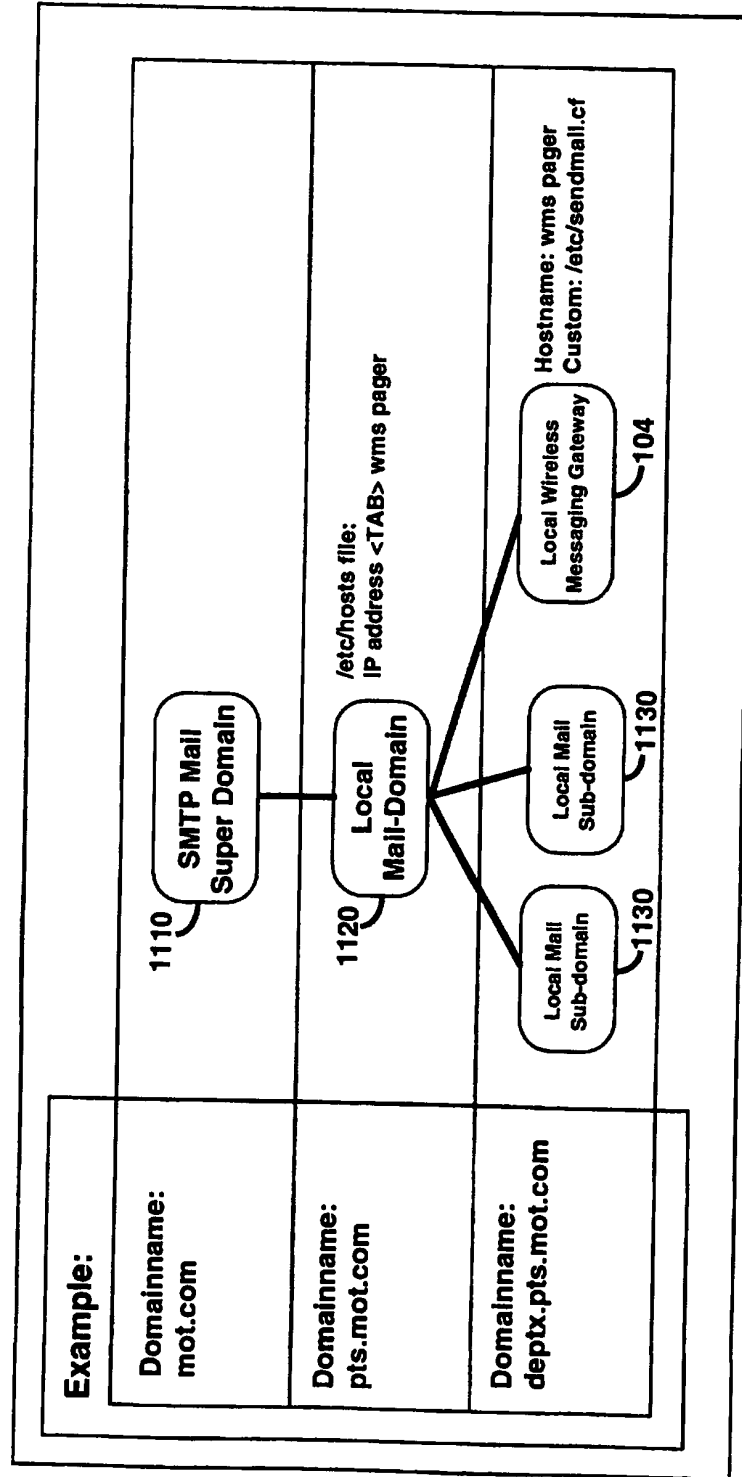 Example:
Domainname:
mot.com
1110
SMTP Mail
Super Domain
Domainname:
pts.mot.com
1120
Local
Mail-Domain
/etc/hosts file:
IP address <TAB> wms pager
Domainname:
deptx.pts.mot.com
Local Mail
Sub-domain
1130
Local Mail
Sub-domain
1130
Local Wireless
Messaging Gateway
104
Hostname: wms pager
Custom: /etc/sendmail.cf